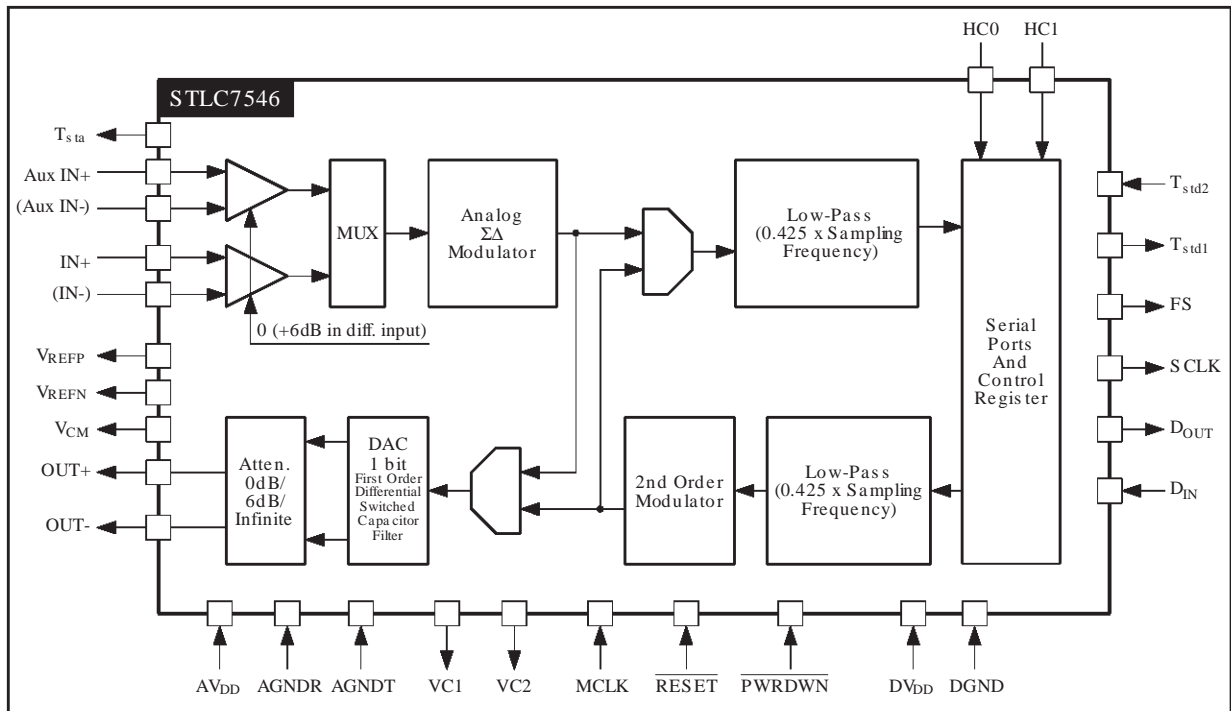 HC0 HC1
STLC7546
Tsta
Aux IN+
(Aux IN-)
IN+
(IN-)
VREFP
VREFN
VCM
OUT+
OUT-
MUX
Analog
ΣΔ
Modulator
Low-Pass
(0.425 x Sampling
Frequency)
0 (+6dB in diff. input)
Serial
Ports
And
Control
Register
Tstd2
Tstd1
FS
SCLK
DOUT
DIN
Atten.
0dB/
6dB/
Infinite
DAC
1 bit
First Order
Differential
Switched
Capacitor
Filter
2nd Order
Modulator
Low-Pass
(0.425 x Sampling
Frequency)
AVDD AGNDR AGNDT VC1 VC2 MCLK RESET PWRDWN DVDD DGND